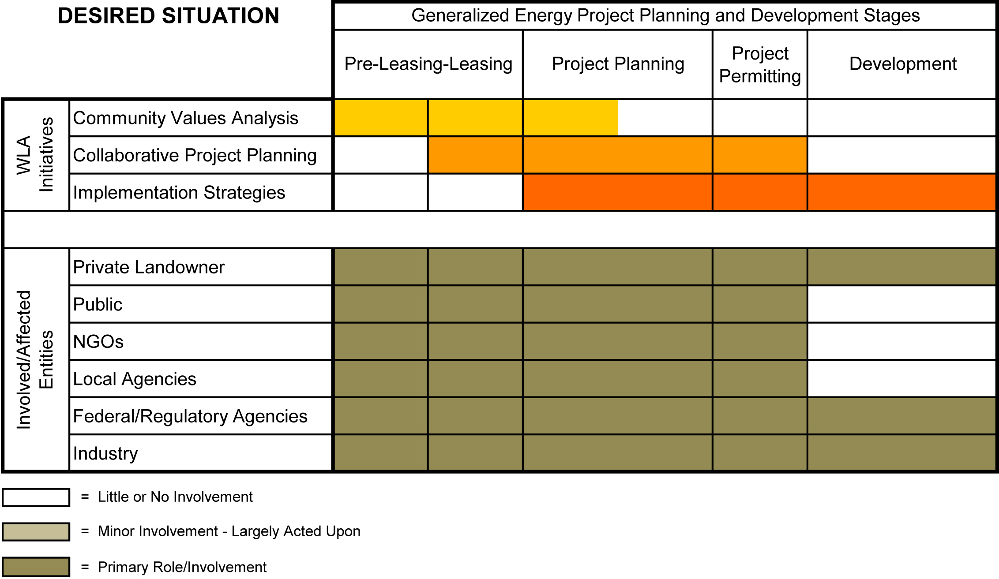 DESIRED SITUATION
Generalized Energy Project Planning and Development Stages
Pre-Leasing-Leasing
Project Planning
Project
Permitting
Development
WLA
Initiatives
Community Values Analysis
Collaborative Project Planning
Implementation Strategies
Involved/Affected
Entities
Private Landowner
Public
NGOs
Local Agencies
Federal/Regulatory Agencies
Industry
= Little or No Involvement
= Minor Involvement - Largely Acted Upon
= Primary Role/Involvement